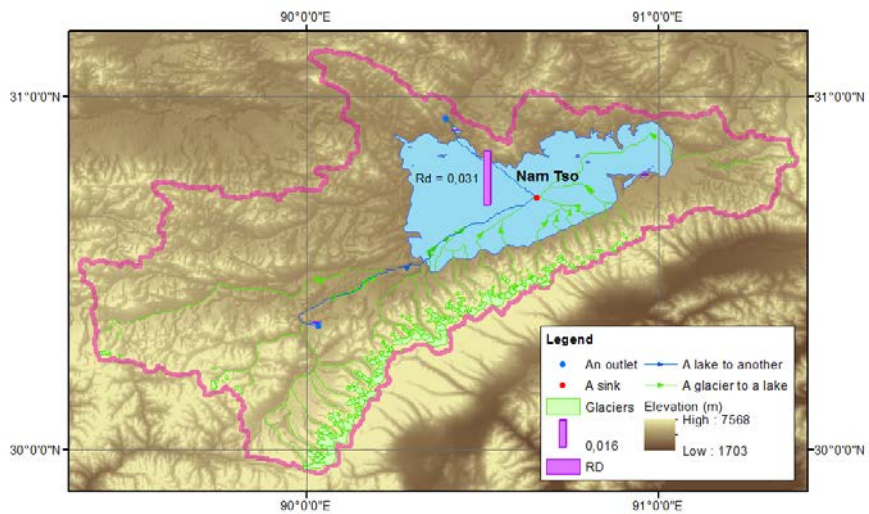 90°0'0"E 91°0'0"E
31°0'0"N 31°0'0"N
Nam Tso
Rd = 0,031
Legend
An outlet A lake to another
A sink A glacier to a lake
Glaciers Elevation (m)
High : 7568
0,016
Low : 1703
RD
30°0'0"N 30°0'0"N
90°0'0"E 91°0'0"E